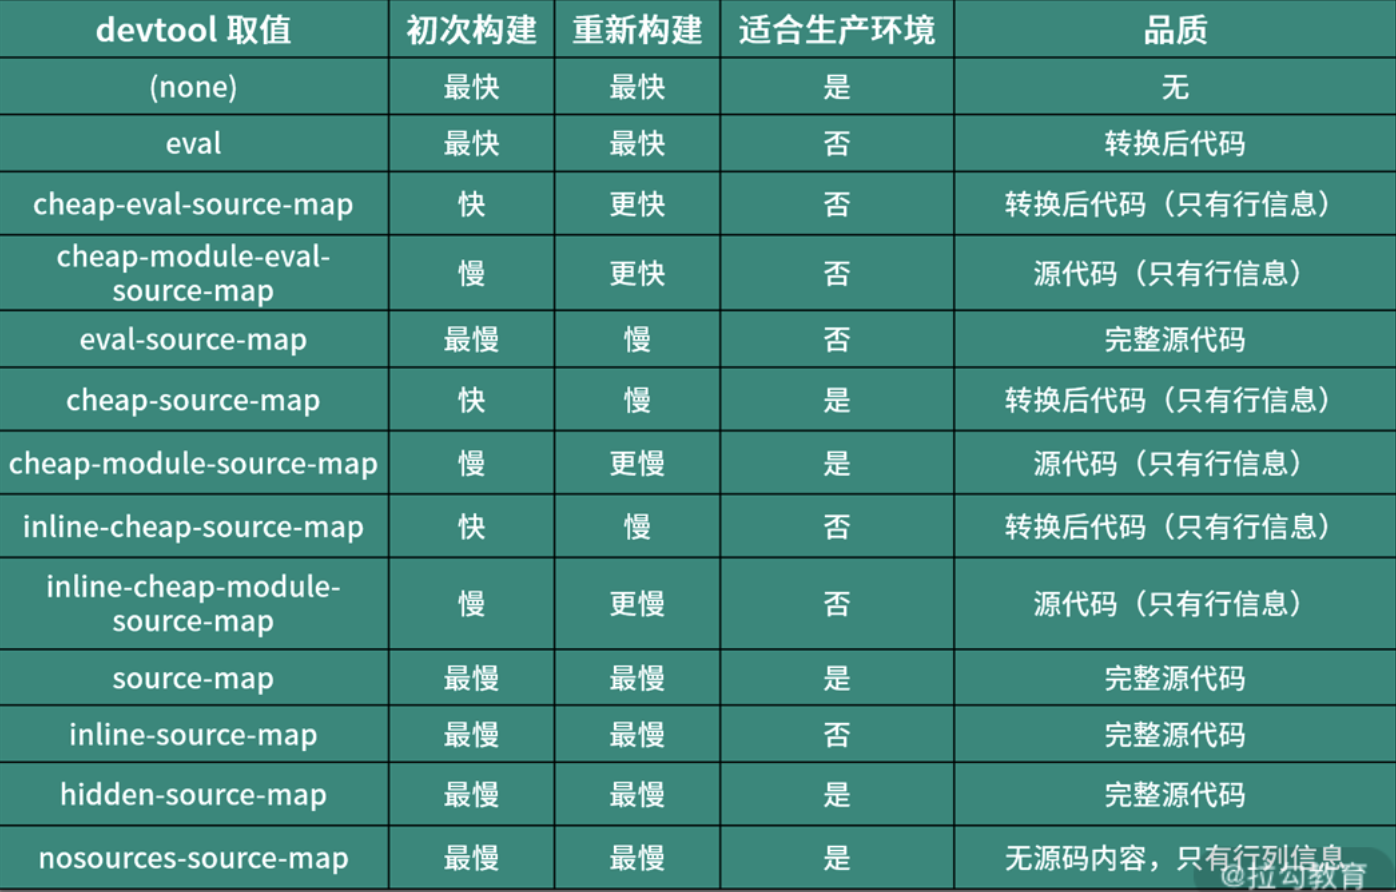 devtool 取值 初次构建 重新构建 适合生产环境 品质
(none) 最快 最快 是 无
eval 最快 最快 否 转换后代码
cheap-eval-source-map 快 更快 否 转换后代码（只有行信息）
cheap-module-eval-
source-map 慢 更快 否 源代码（只有行信息）
eval-source-map 最慢 慢 否 完整源代码
cheap-source-map 快 慢 是 转换后代码（只有行信息）
cheap-module-source-map 慢 更慢 是 源代码（只有行信息）
inline-cheap-source-map 快 慢 否 转换后代码（只有行信息）
inline-cheap-module-
source-map 慢 更慢 否 源代码（只有行信息）
source-map 最慢 最慢 是 完整源代码
inline-source-map 最慢 最慢 否 完整源代码
hidden-source-map 最慢 最慢 是 完整源代码
nosources-source-map 最慢 最慢 是 无源码内容，只有行列信息
@拉勾教育